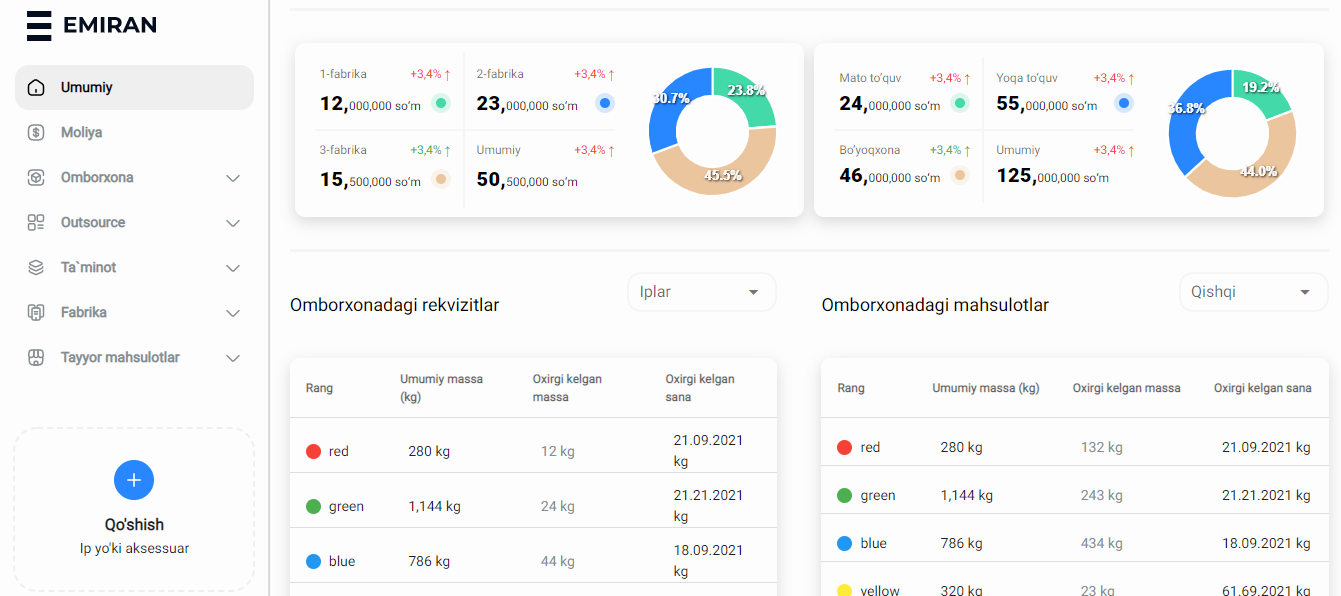 EMIRAN
Umumiy
Moliya
Omborxona
Outsource
Ta`minot
Fabrika
Tayyor mahsulotlar
+
Qo'shish
Ip yo'ki aksessuar
1-fabrika +3,4% ↑ 2-fabrika +3,4% ↑
12,000,000 so’m 23,000,000 so’m
3-fabrika +3,4% ↑ Umumiy +3,4% ↑
15,500,000 so’m 50,500,000 so’m
30.7% 23.8%
45.5%
Mato to’quv +3,4% ↑ Yoqa to’quv +3,4% ↑
24,000,000 so’m 55,000,000 so’m
Bo’yoqxona +3,4% ↑ Umumiy +3,4% ↑
46,000,000 so’m 125,000,000 so’m
36.8% 19.2%
44.0%
Omborxonadagi rekvizitlar Iplar
Rang Umumiy massa (kg) Oxirgi kelgan massa Oxirgi kelgan sana
red 280 kg 12 kg 21.09.2021 kg
green 1,144 kg 24 kg 21.21.2021 kg
blue 786 kg 44 kg 18.09.2021 kg
Omborxonadagi mahsulotlar Qishqi
Rang Umumiy massa (kg) Oxirgi kelgan massa Oxirgi kelgan sana
red 280 kg 132 kg 21.09.2021 kg
green 1,144 kg 243 kg 21.21.2021 kg
blue 786 kg 434 kg 18.09.2021 kg
yellow 320 kg 23 kg 61.69.2021 kg